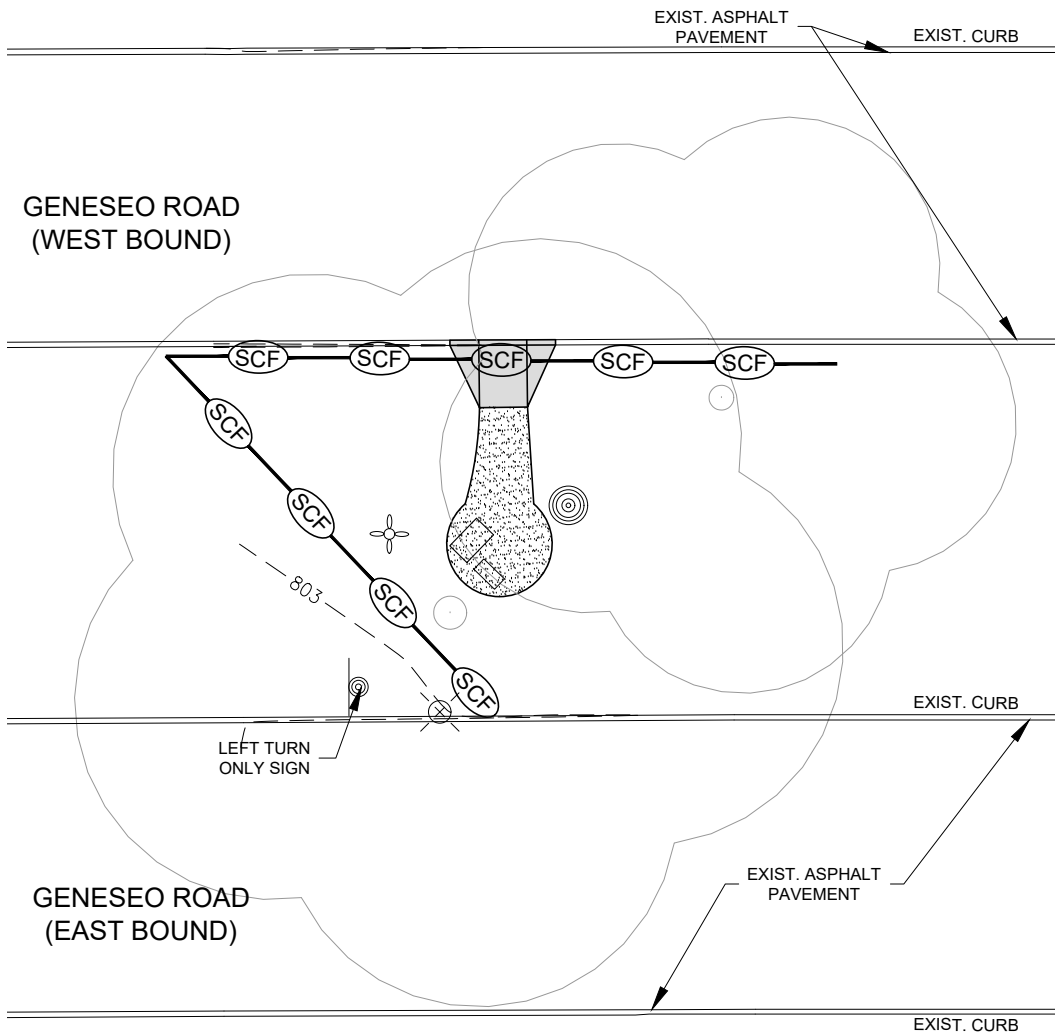 EXIST. ASPHALT
PAVEMENT
EXIST. CURB
GENESEO ROAD
(WEST BOUND)
SCF
SCF
SCF
SCF
SCF
SCF
SCF
SCF
SCF
803
EXIST. CURB
LEFT TURN
ONLY SIGN
EXIST. ASPHALT
PAVEMENT
GENESEO ROAD
(EAST BOUND)
EXIST. CURB